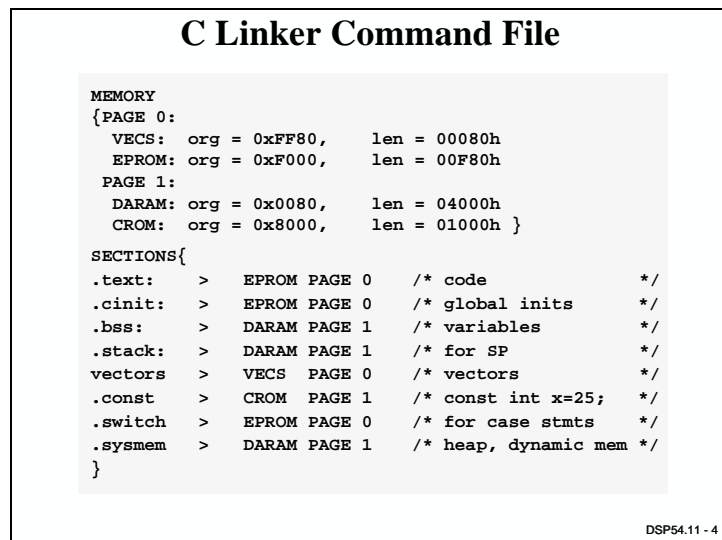 C Linker Command File
MEMORY
{PAGE 0:
VECS: org = 0xFF80, len = 00080h
EPROM: org = 0xF000, len = 00F80h
PAGE 1:
DARAM: org = 0x0080, len = 04000h
CROM: org = 0x8000, len = 01000h }
SECTIONS{
.text: > EPROM PAGE 0 /* code */
.cinit: > EPROM PAGE 0 /* global inits */
.bss: > DARAM PAGE 1 /* variables */
.stack: > DARAM PAGE 1 /* for SP */
vectors > VECS PAGE 0 /* vectors */
.const > CROM PAGE 1 /* const int x=25; */
.switch > EPROM PAGE 0 /* for case stmts */
.sysmem > DARAM PAGE 1 /* heap, dynamic mem */
}
DSP54.11 - 4